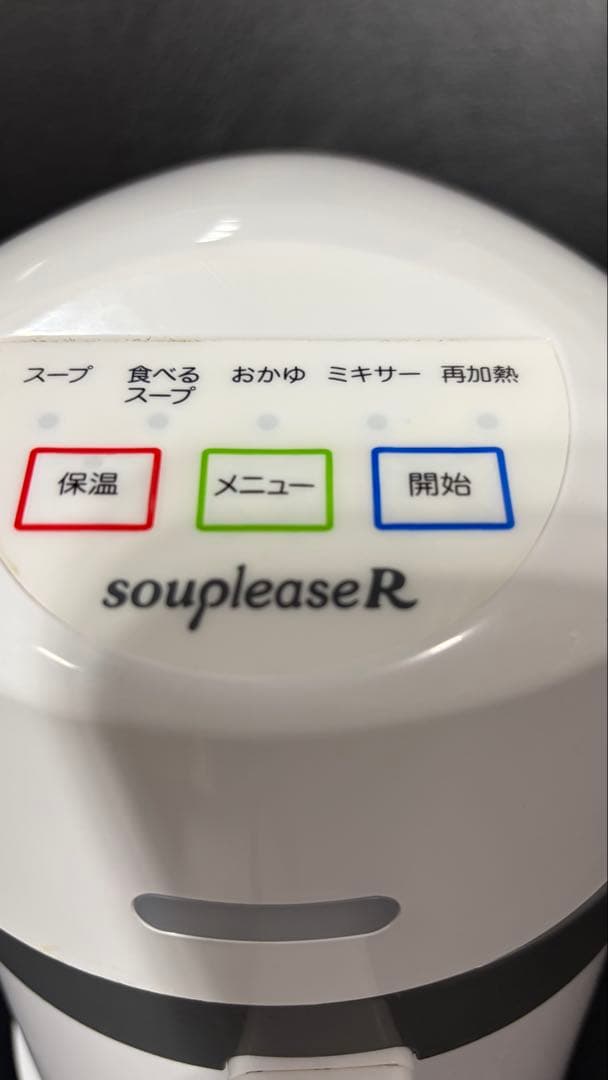 スープ 食べる おかゆ ミキサー 再加熱
スープ
保温 メニュー 開始
soupleaseR